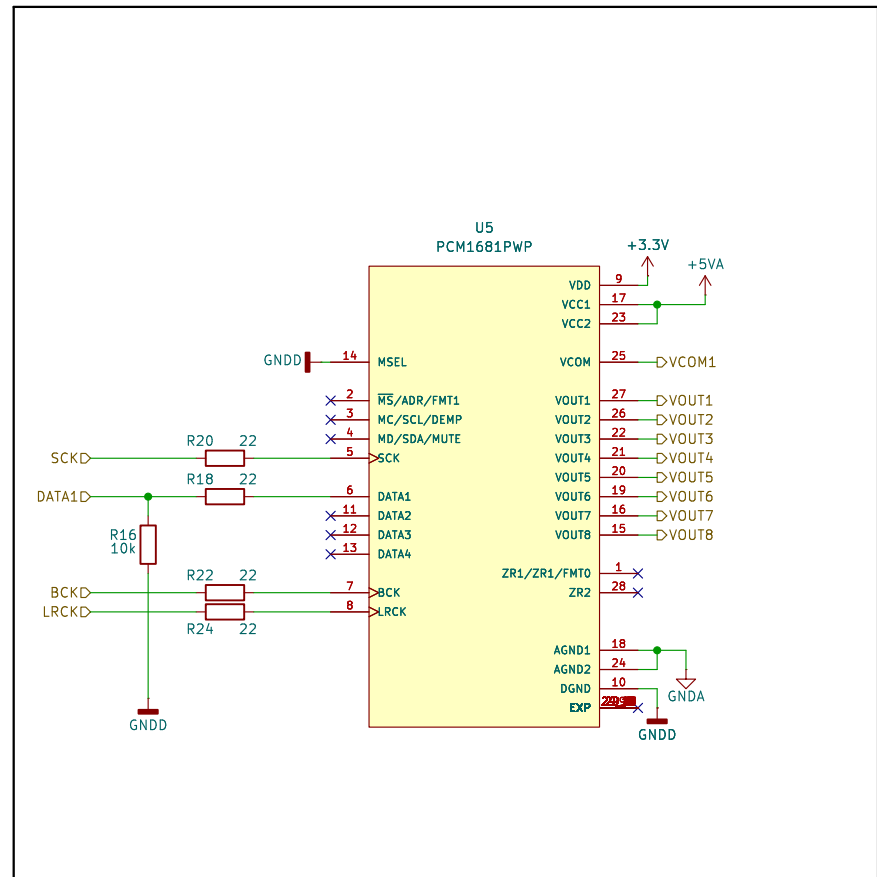 U5
PCM1681PWP
+3.3V
+5VA
VDD 9
VCC1 17
VCC2 23
GNDD 14 MSEL
VCOM 25 VCOM1
2 MS/ADR/FMT1
VOUT1 27 VOUT1
3 MC/SCL/DEMP
VOUT2 26 VOUT2
4 MD/SDA/MUTE
VOUT3 22 VOUT3
R20 22
SCK 5 SCK
VOUT4 21 VOUT4
R18 22
VOUT5 20 VOUT5
DATA1 6 DATA1
VOUT6 19 VOUT6
11 DATA2
VOUT7 16 VOUT7
R16
10k
12 DATA3
VOUT8 15 VOUT8
13 DATA4
ZR1/ZR1/FMT0 1
R22 22
BCK 7 BCK
ZR2 28
LRCK 8 LRCK
R24 22
AGND1 18
AGND2 24
DGND 10
GNDA
EXP
GNDD
GNDD